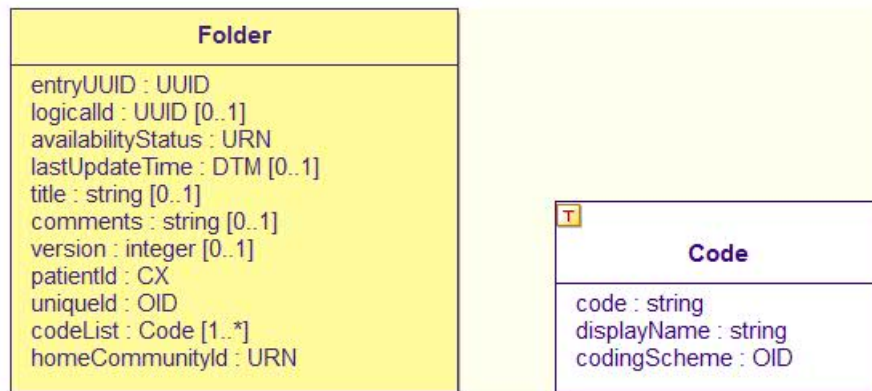 Folder
entryUUID : UUID
logicalId : UUID [0..1]
availabilityStatus : URN
lastUpdateTime : DTM [0..1]
title : string [0..1]
comments : string [0..1]
version : integer [0..1]
patientId : CX
uniqueId : OID
codeList : Code [1..*]
homeCommunityId : URN
T
Code
code : string
displayName : string
codingScheme : OID